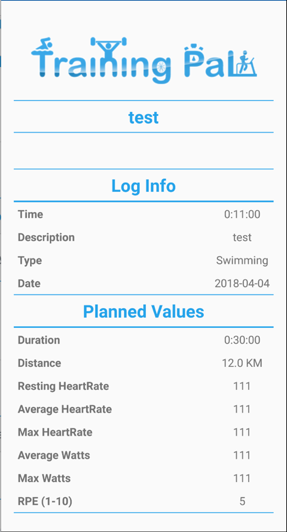 Training Pal
test
Log Info
Time 0:11:00
Description test
Type Swimming
Date 2018-04-04
Planned Values
Duration 0:30:00
Distance 12.0 KM
Resting HeartRate 111
Average HeartRate 111
Max HeartRate 111
Average Watts 111
Max Watts 111
RPE (1-10) 5